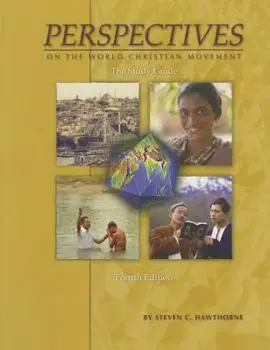 PERSPECTIVES
ON THE WORLD CHRISTIAN MOVEMENT
The Study Guide
Fourth Edition
BY STEVEN C. HAWTHORNE